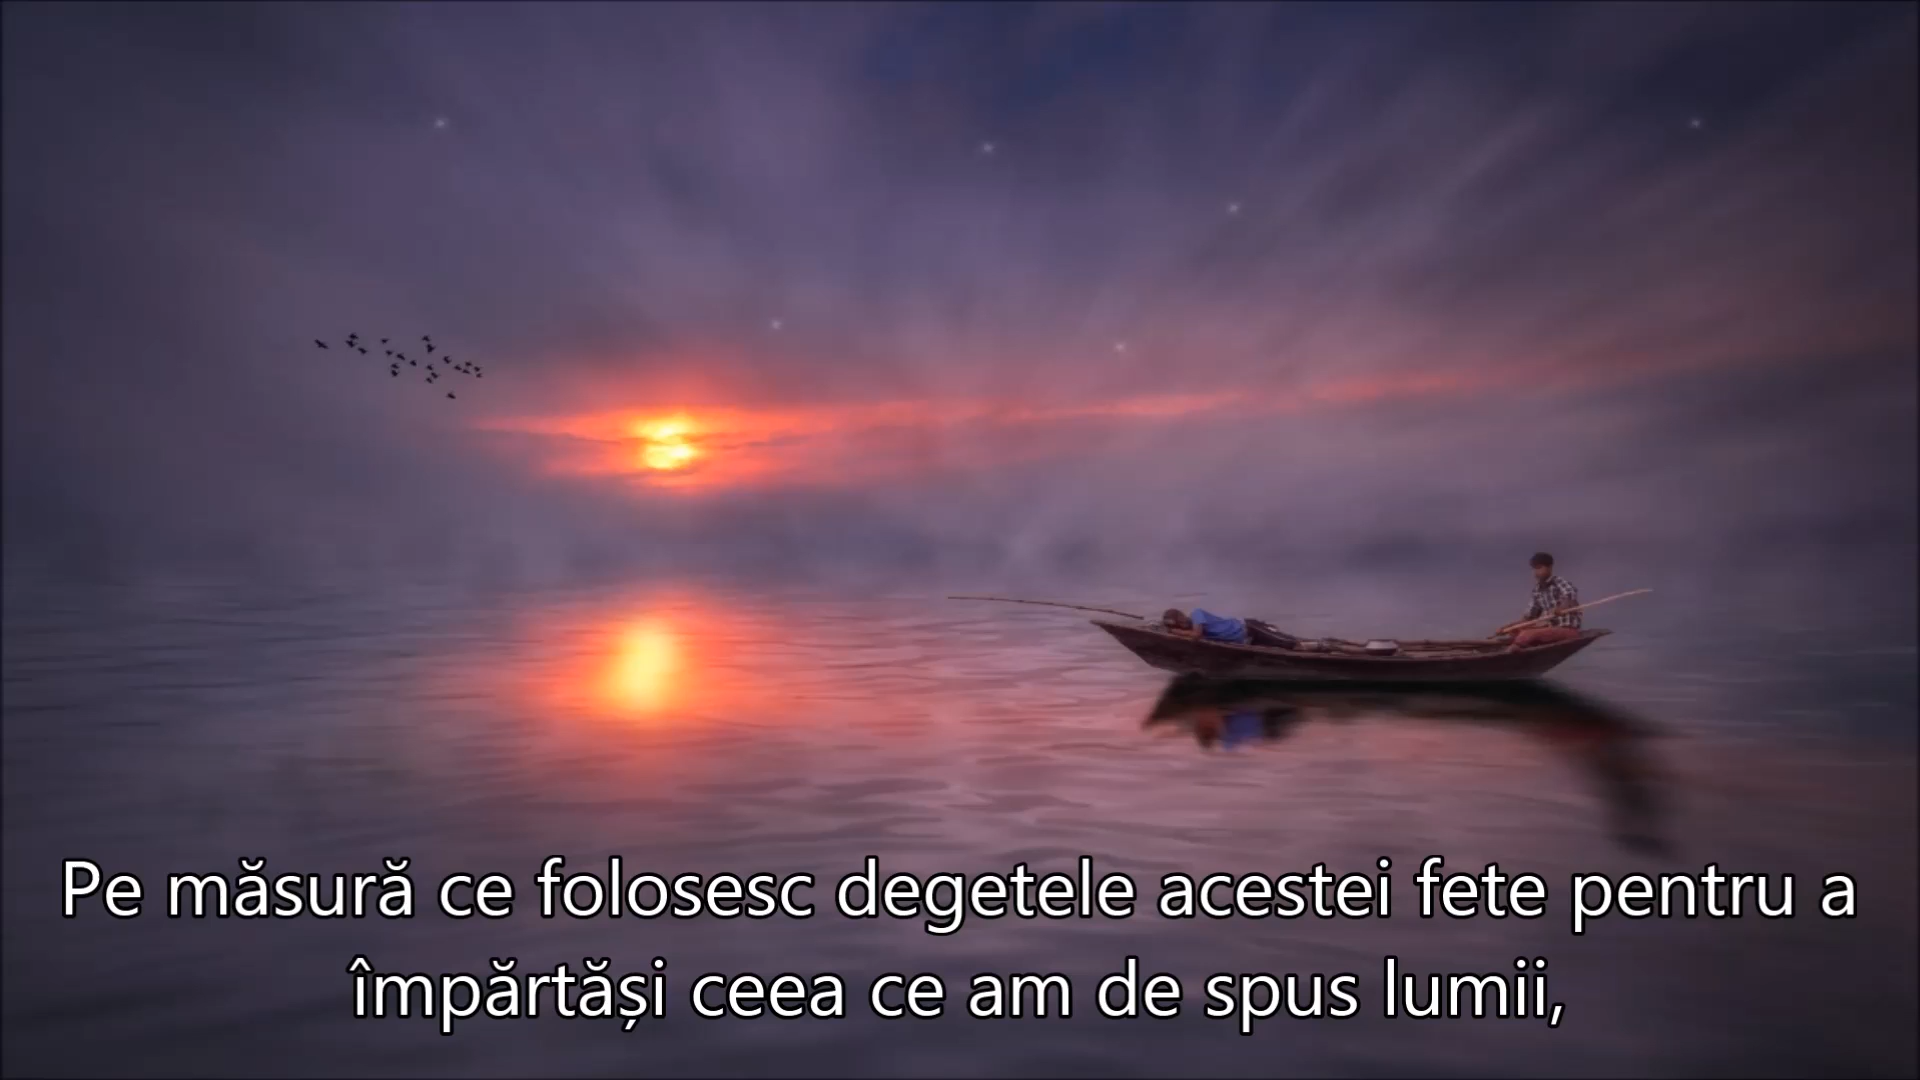 Pe măsură ce folosesc degetele acestei fete pentru a
împărtăși ceea ce am de spus lumii,